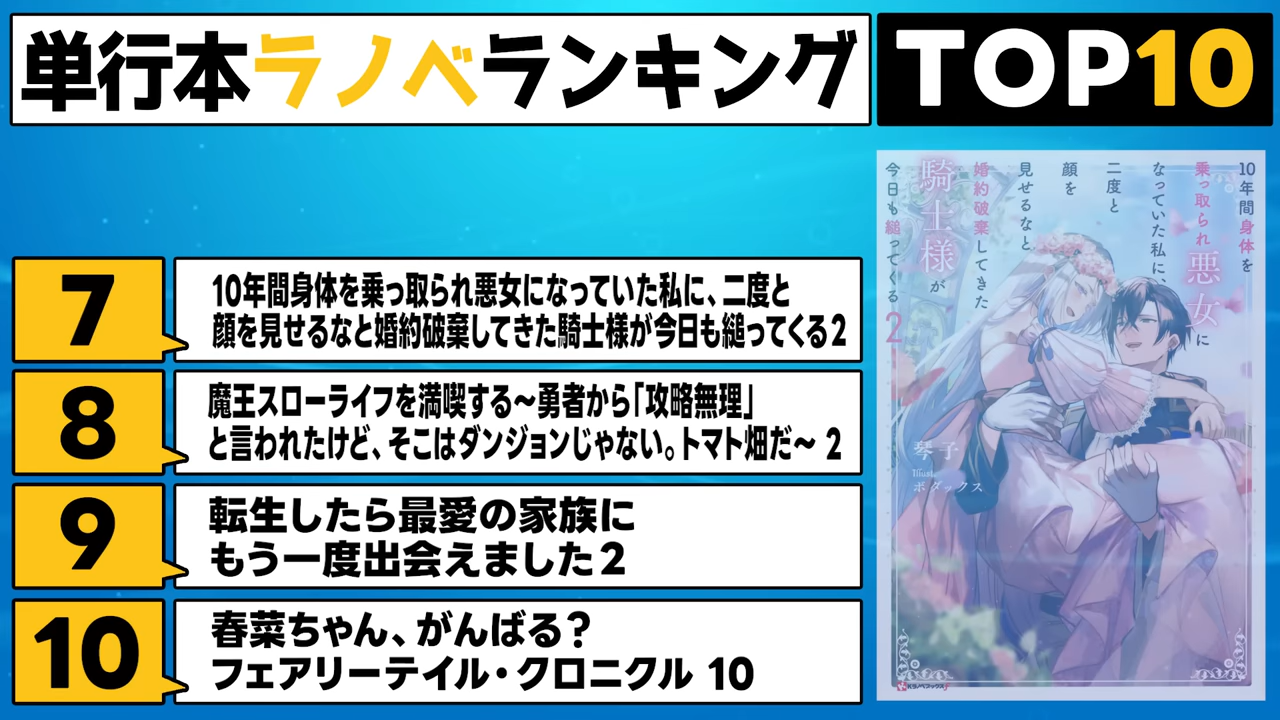 単行本ラノベランキング
TOP10
7
10年間身体を乗っ取られ悪女になっていた私に、二度と
顔を見せるなと婚約破棄してきた騎士様が今日も縋ってくる2
8
魔王スローライフを満喫する～勇者から「攻略無理」
と言われたけど、そこはダンジョンじゃない。トマト畑だ～ 2
9
転生したら最愛の家族に
もう一度出会えました2
10
春菜ちゃん、がんばる？
フェアリーテイル・クロニクル 10
10年間身体を
乗っ取られ悪女に
なっていた私に、
二度と
顔を
見せるなと
婚約破棄してきた
騎士様が
今日も縋ってくる2
琴子
Illust.
ボダックス
Kラノベブックスf